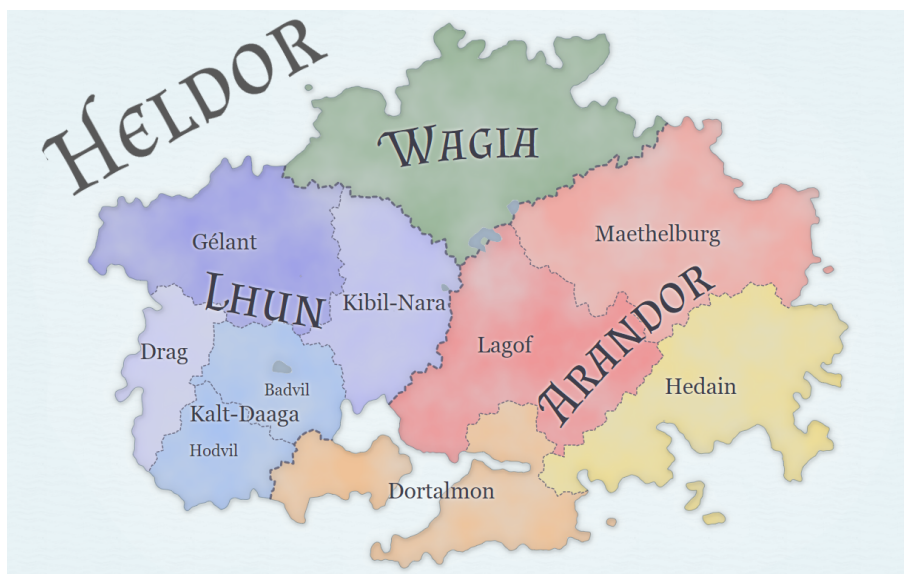 HELDOR
WAGIA
Maethelburg
Gélant
LHUN
Kibil-Nara
ARANDOR
Lagof
Drag
Badvil
Hedain
Kalt-Daaga
Hodvil
Dortalmon